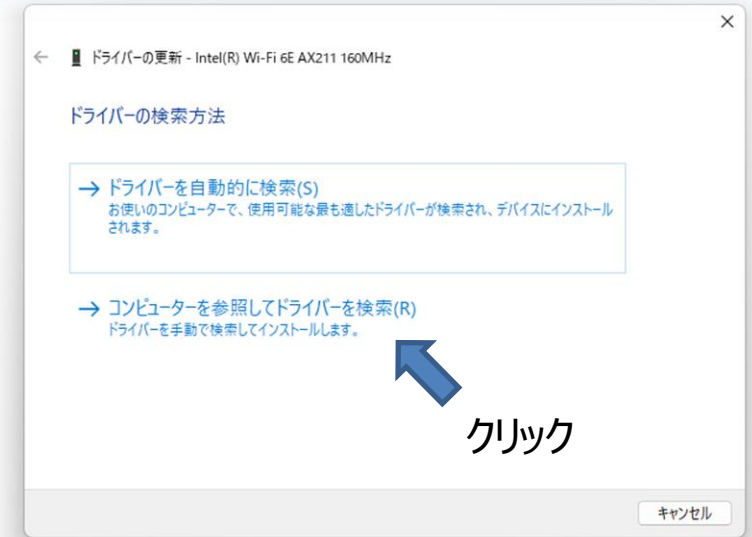 ドライバーの更新 - Intel(R) Wi-Fi 6E AX211 160MHz
ドライバーの検索方法
→ ドライバーを自動的に検索(S)
お使いのコンピューターで、使用可能な最も適したドライバーが検索され、デバイスにインストール
されます。
→ コンピューターを参照してドライバーを検索(R)
ドライバーを手動で検索してインストールします。
クリック
キャンセル